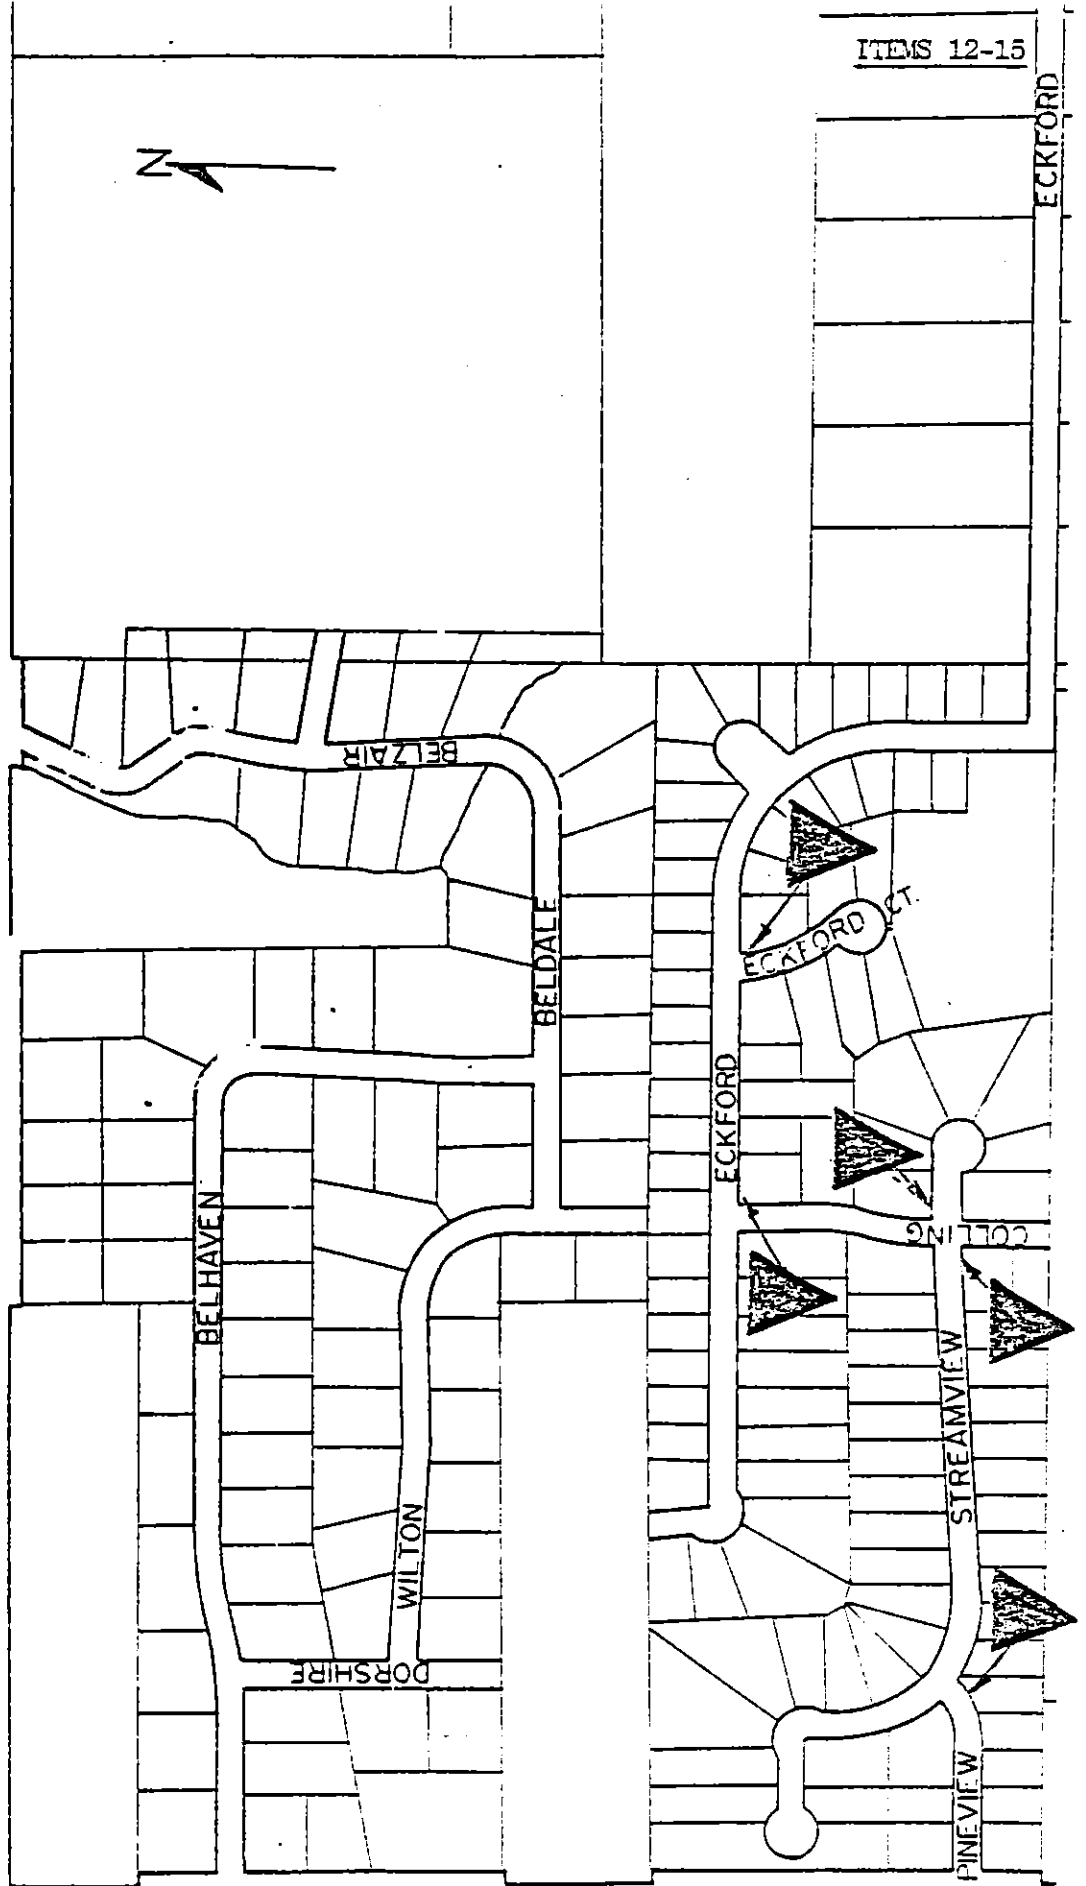 ITEMS 12-15
ECKFORD
N
BELZAIR
BELDALE
ECKFORD CT.
ECKFORD
BELHAVEN
COLLING
STREAMVIEW
WILTON
DORSHIRE
PINEVIEW